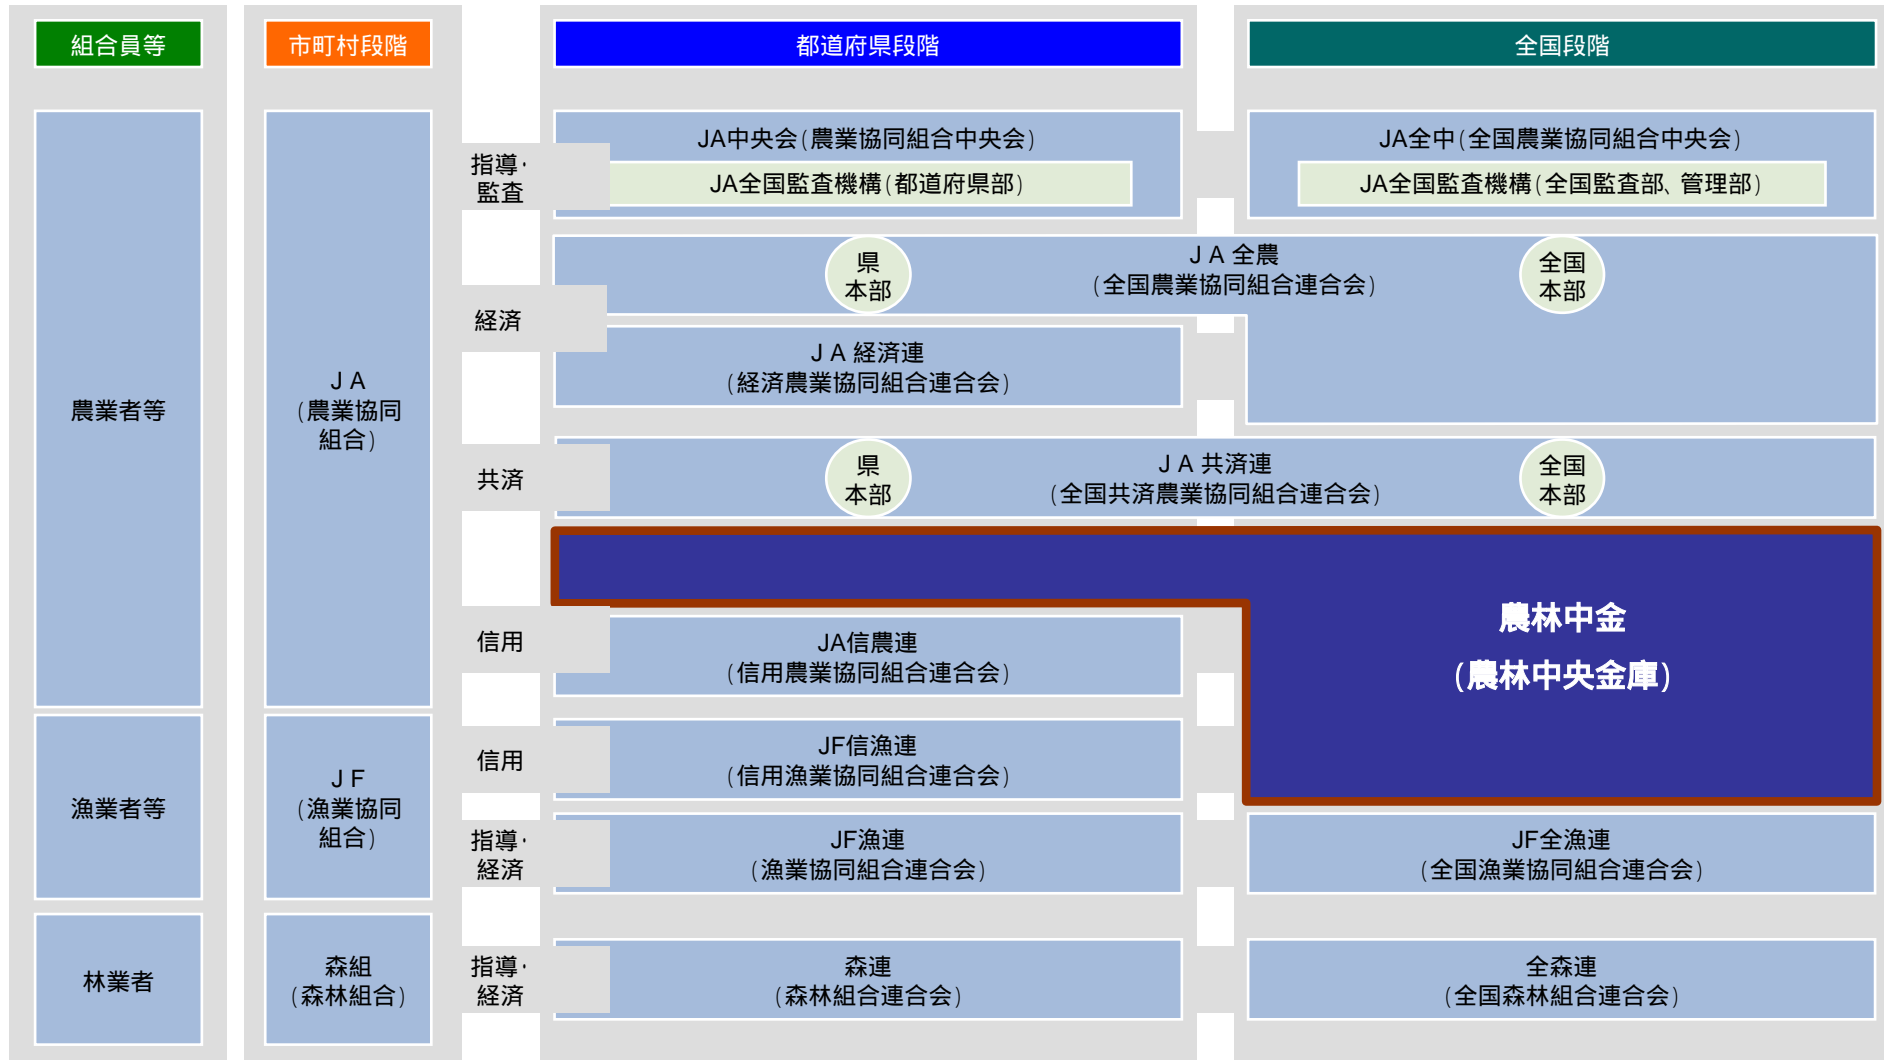 組合員等
市町村段階
都道府県段階
全国段階
農業者等
JA
(農業協同
組合)
指導・
監査
JA中央会(農業協同組合中央会)
JA全国監査機構(都道府県部)
JA全中(全国農業協同組合中央会)
JA全国監査機構(全国監査部、管理部)
経済
県
本部
JA全農
(全国農業協同組合連合会)
全国
本部
JA経済連
(経済農業協同組合連合会)
共済
県
本部
JA共済連
(全国共済農業協同組合連合会)
全国
本部
農林中金
(農林中央金庫)
信用
JA信農連
(信用農業協同組合連合会)
漁業者等
JF
(漁業協同
組合)
信用
JF信漁連
(信用漁業協同組合連合会)
指導・
経済
JF漁連
(漁業協同組合連合会)
JF全漁連
(全国漁業協同組合連合会)
林業者
森組
(森林組合)
指導・
経済
森連
(森林組合連合会)
全森連
(全国森林組合連合会)